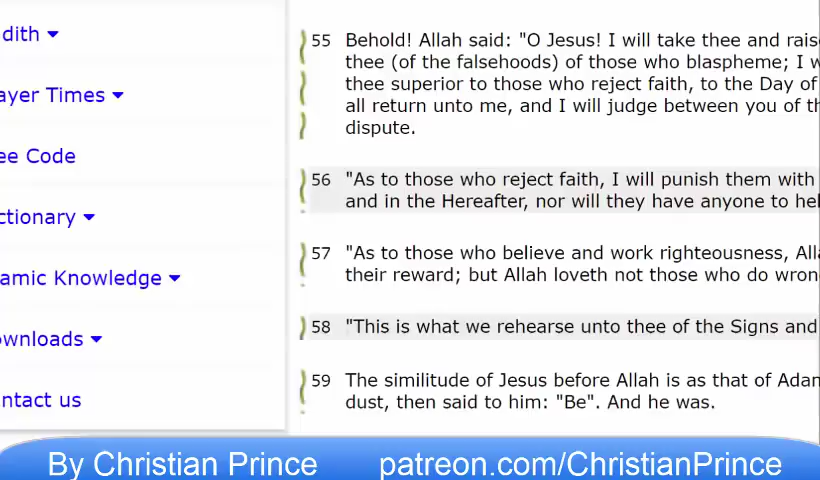 dith
ayer Times
ee Code
ctionary
amic Knowledge
ownloads
ntact us
55 Behold! Allah said: "O Jesus! I will take thee and rais
thee (of the falsehoods) of those who blaspheme; I w
thee superior to those who reject faith, to the Day of
all return unto me, and I will judge between you of th
dispute.
56 "As to those who reject faith, I will punish them with
and in the Hereafter, nor will they have anyone to hel
57 "As to those who believe and work righteousness, Alla
their reward; but Allah loveth not those who do wron
58 "This is what we rehearse unto thee of the Signs and
59 The similitude of Jesus before Allah is as that of Adam
dust, then said to him: "Be". And he was.
By Christian Prince patreon.com/ChristianPrince